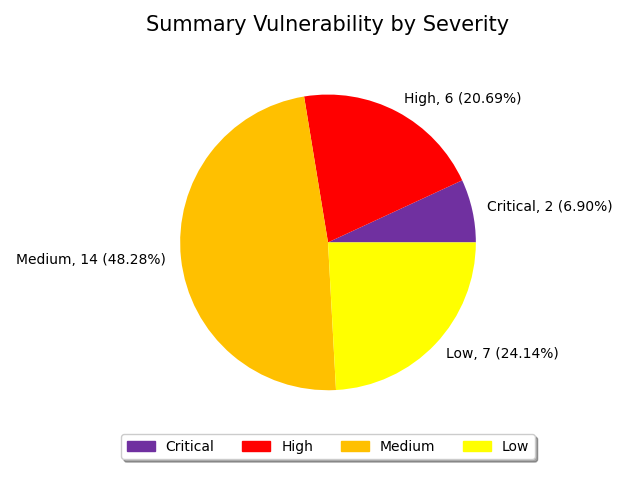 Summary Vulnerability by Severity
High, 6 (20.69%)
Critical, 2 (6.90%)
Medium, 14 (48.28%)
Low, 7 (24.14%)
Critical High Medium Low